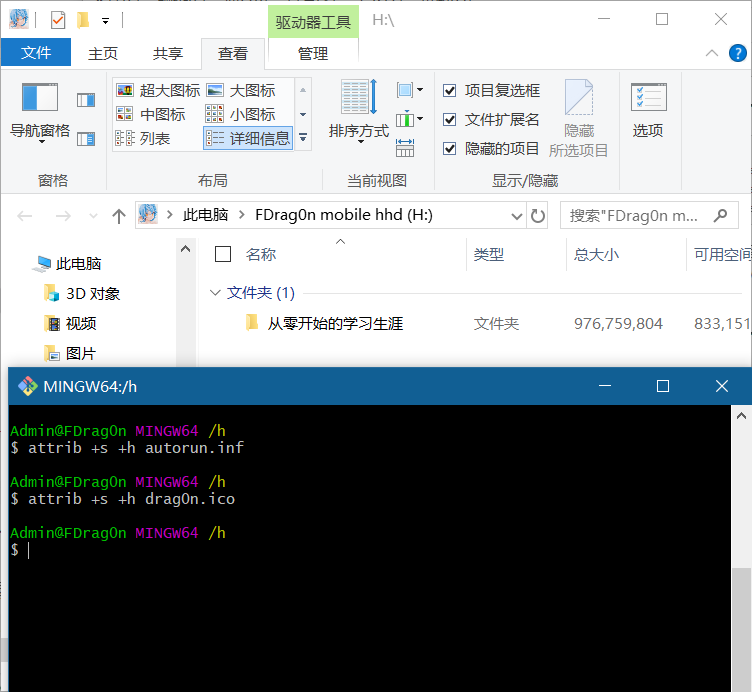 驱动器工具 H:\
文件 主页 共享 查看 管理
导航窗格
超大图标 大图标
中图标 小图标
列表 详细信息
排序方式
项目复选框
文件扩展名
隐藏的项目
隐藏
所选项目
选项
窗格 布局 当前视图 显示/隐藏
此电脑 FDrag0n mobile hhd (H:)
搜索"FDrag0n m...
此电脑
3D 对象
视频
图片
名称 类型 总大小 可用空间
文件夹 (1)
从零开始的学习生涯 文件夹 976,759,804 833,151
MINGW64:/h
Admin@FDrag0n MINGW64 /h
$ attrib +s +h autorun.inf
Admin@FDrag0n MINGW64 /h
$ attrib +s +h drag0n.ico
Admin@FDrag0n MINGW64 /h
$